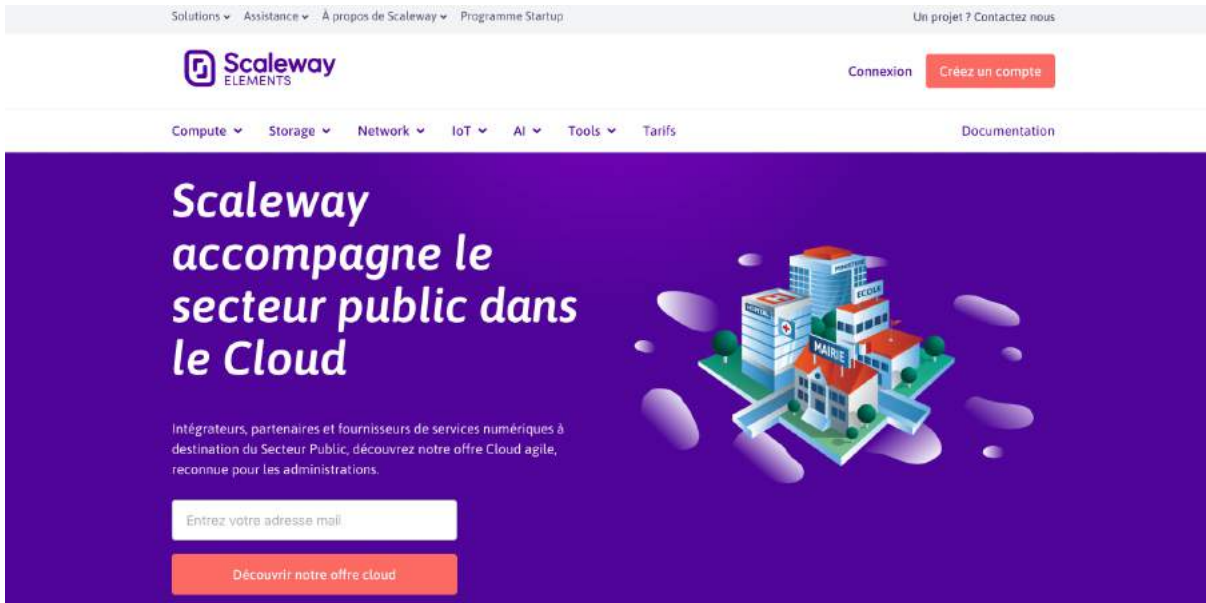 Solutions Assistance À propos de Scaleway Programme Startup Un projet ? Contactez nous
Scaleway
ELEMENTS
Connexion Créez un compte
Compute Storage Network IoT AI Tools Tarifs Documentation
Scaleway
accompagne le
secteur public dans
le Cloud
Intégrateurs, partenaires et fournisseurs de services numériques à
destination du Secteur Public, découvrez notre offre Cloud agile,
reconnue pour les administrations.
Entrez votre adresse mail
Découvrir notre offre cloud
MINISTÈRE
ECOLE
HOPITAL
H
MAIRIE